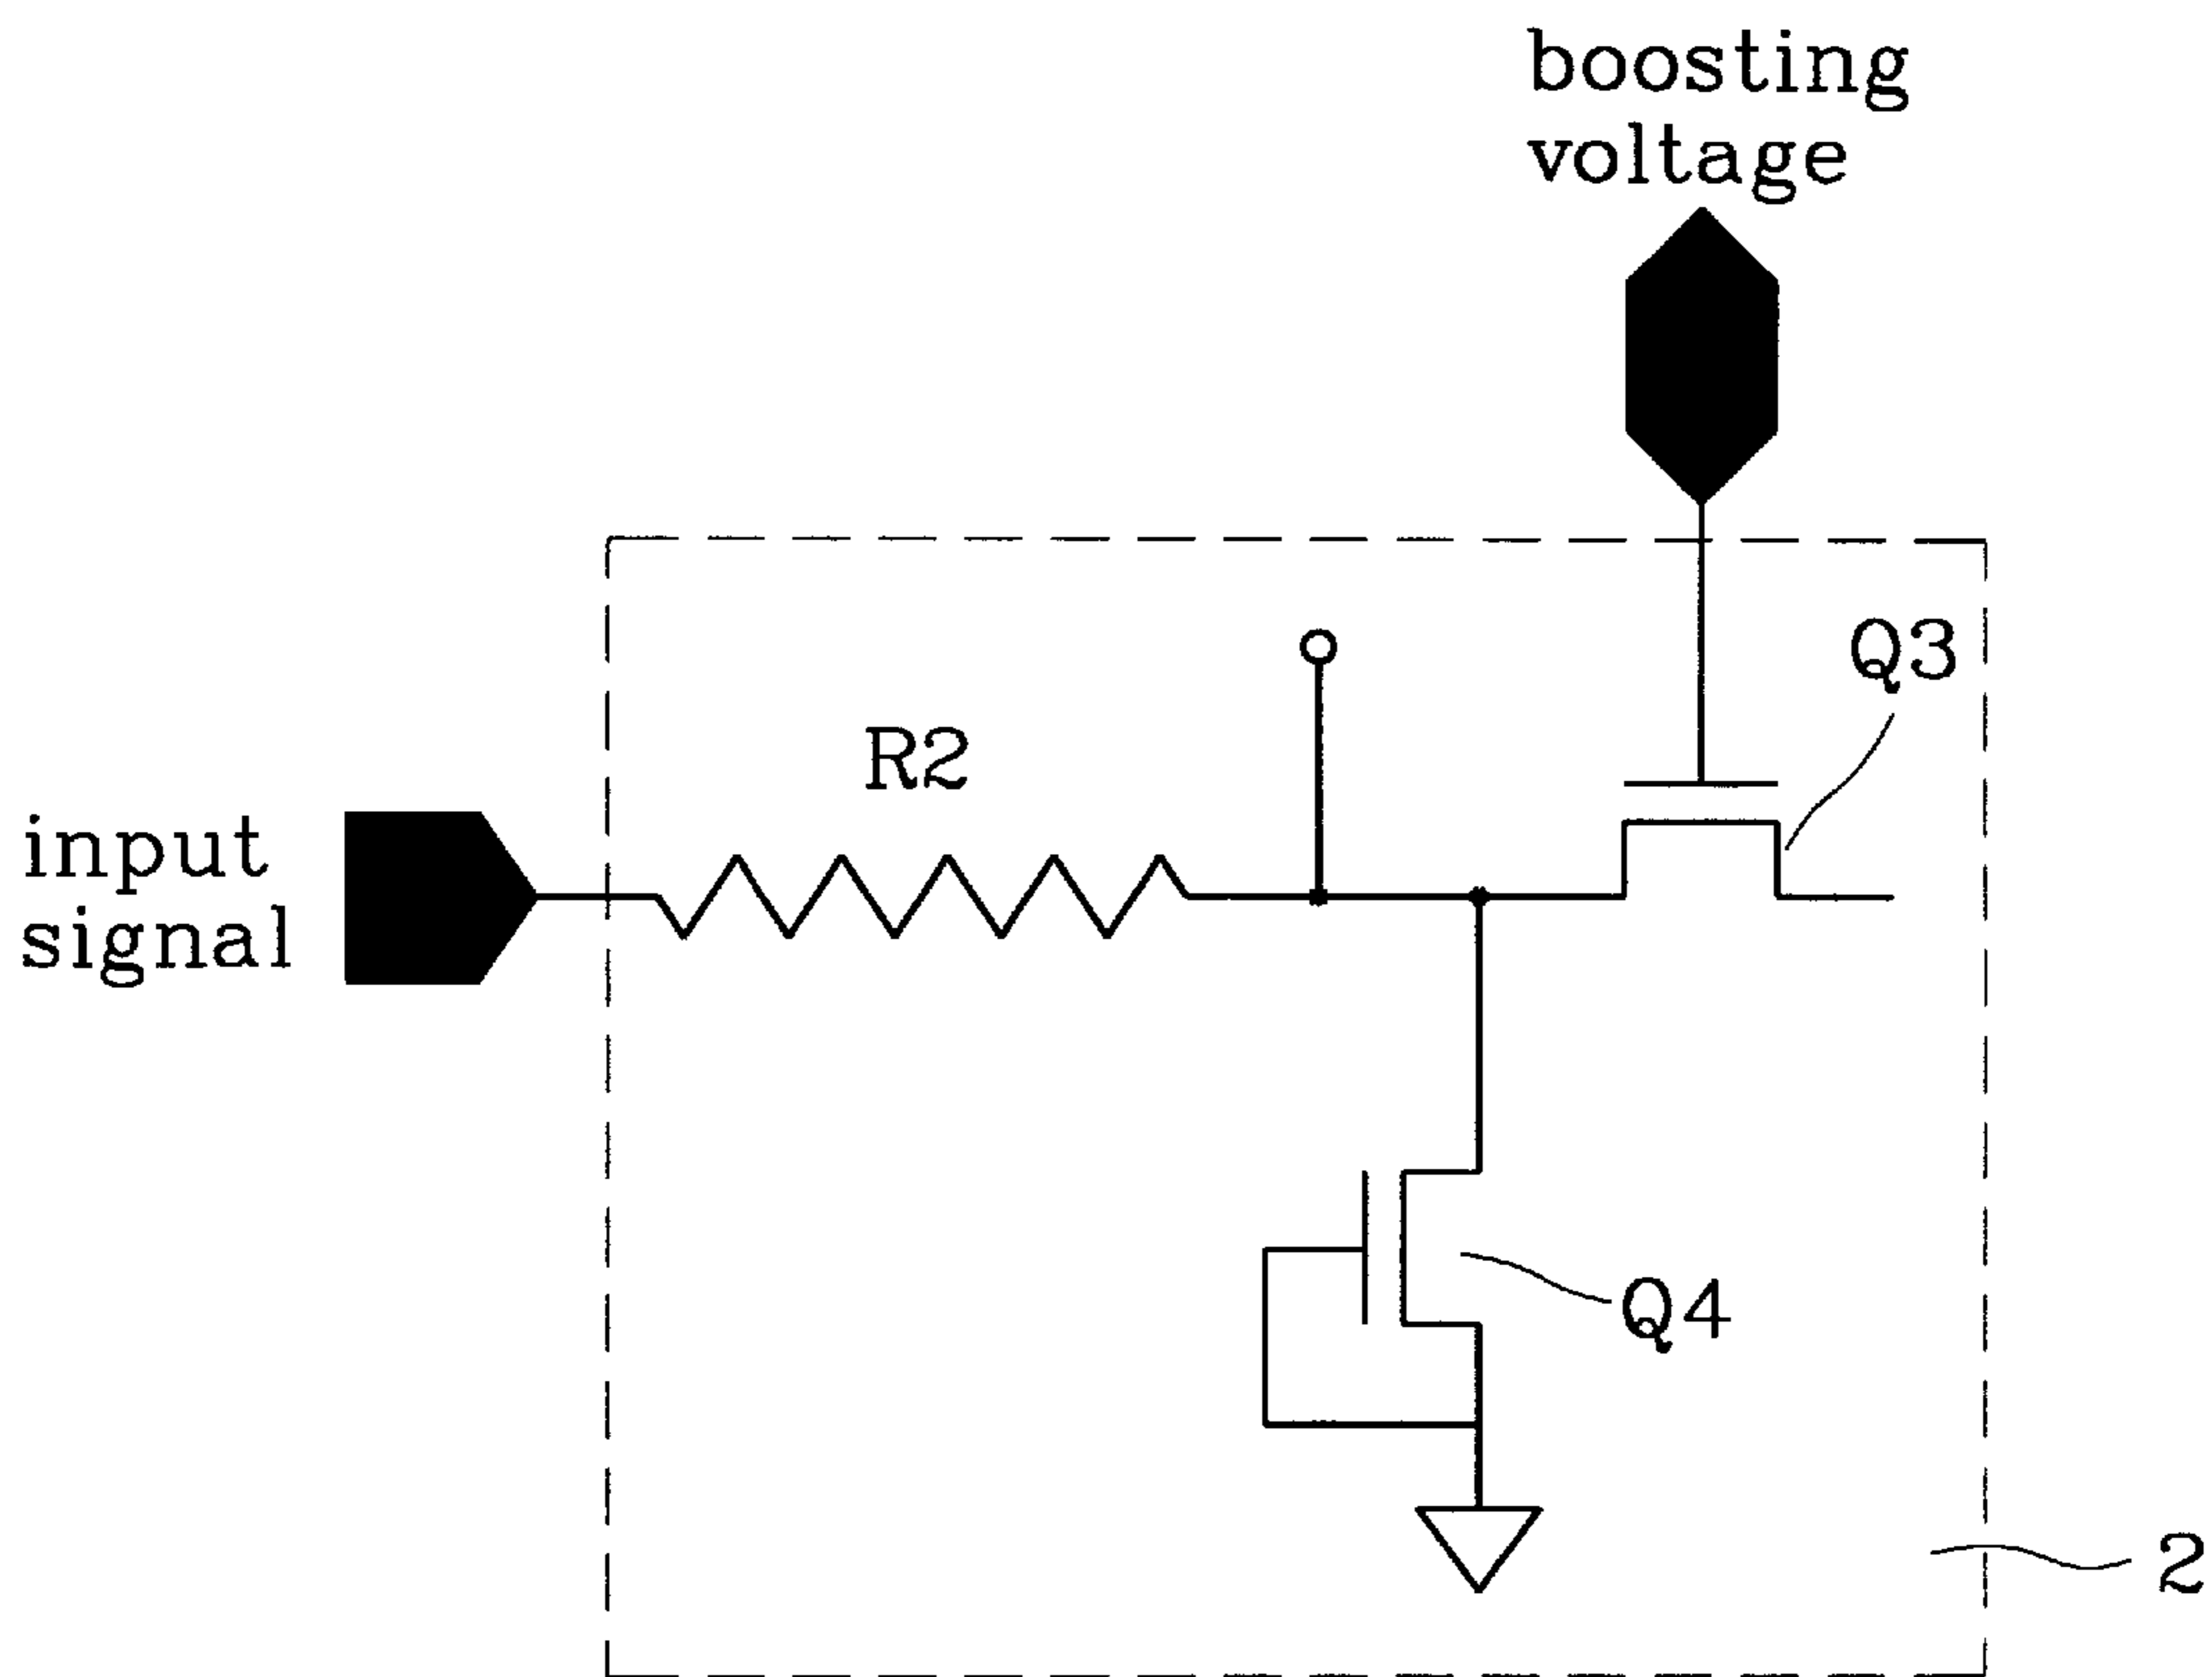 boosting
voltage
Q3
R2
input
signal
Q4
2